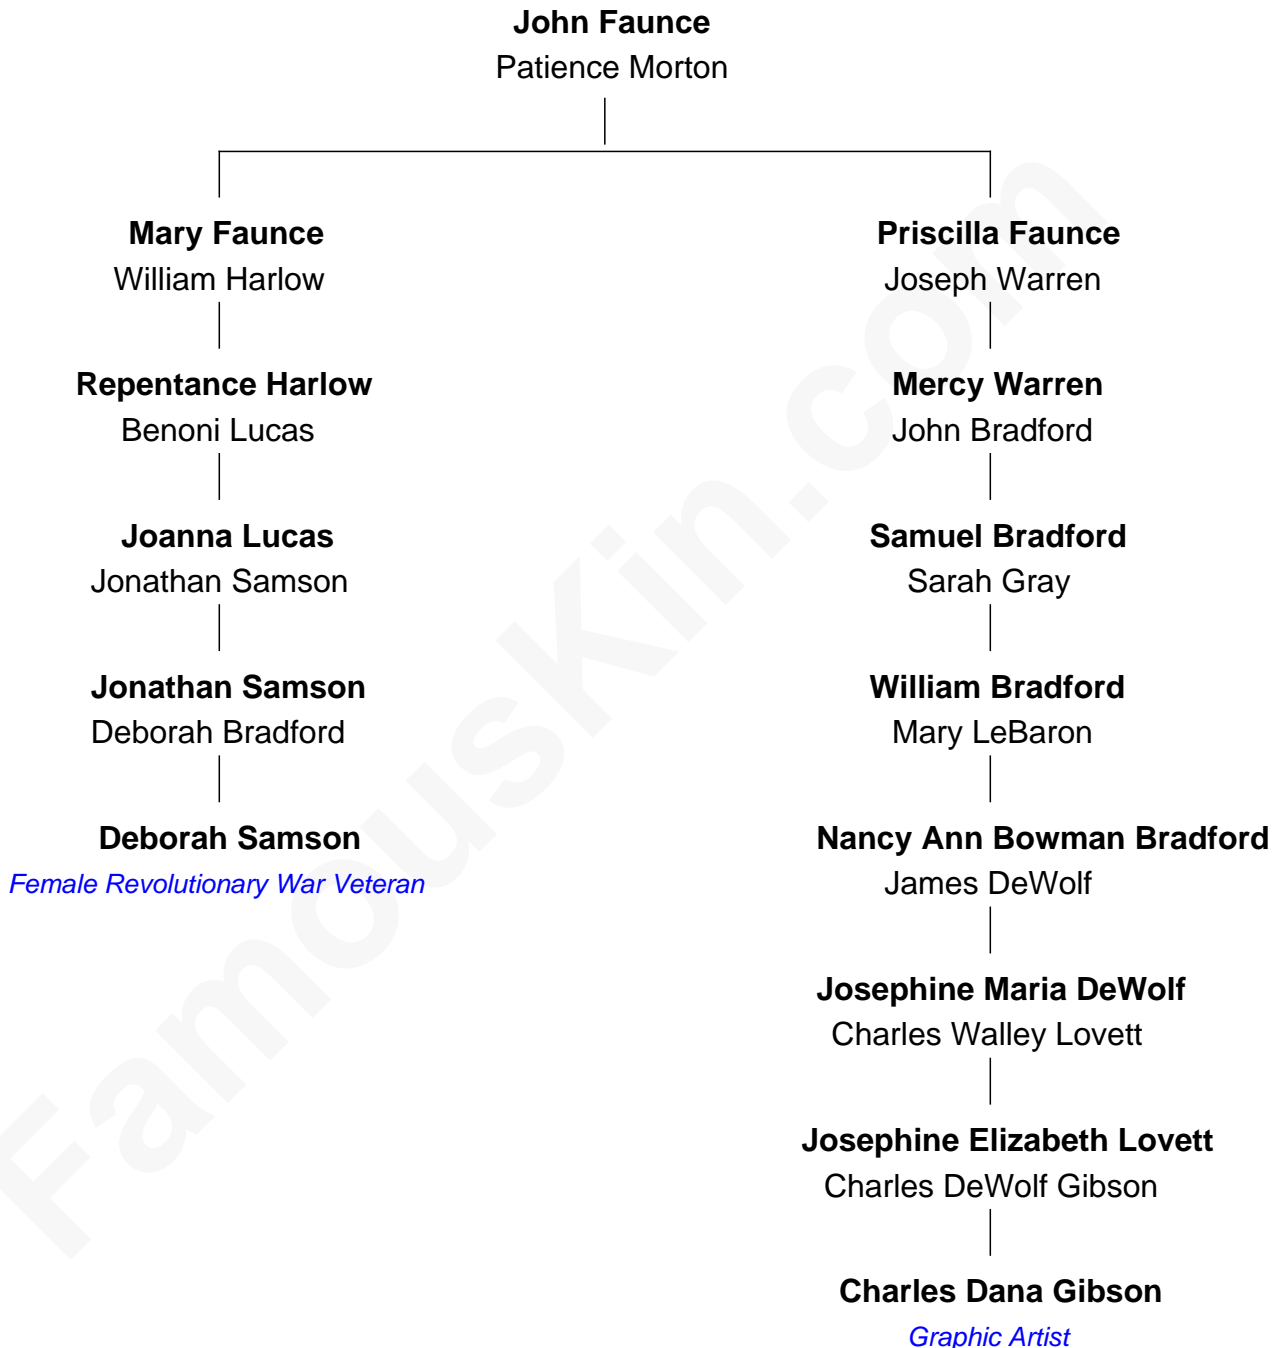 John Faunce
Patience Morton
Mary Faunce
William Harlow
Priscilla Faunce
Joseph Warren
Repentance Harlow
Benoni Lucas
Mercy Warren
John Bradford
Joanna Lucas
Jonathan Samson
Samuel Bradford
Sarah Gray
Jonathan Samson
Deborah Bradford
William Bradford
Mary LeBaron
Deborah Samson
Female Revolutionary War Veteran
Nancy Ann Bowman Bradford
James DeWolf
Josephine Maria DeWolf
Charles Walley Lovett
Josephine Elizabeth Lovett
Charles DeWolf Gibson
Charles Dana Gibson
Graphic Artist
FamousKin.com